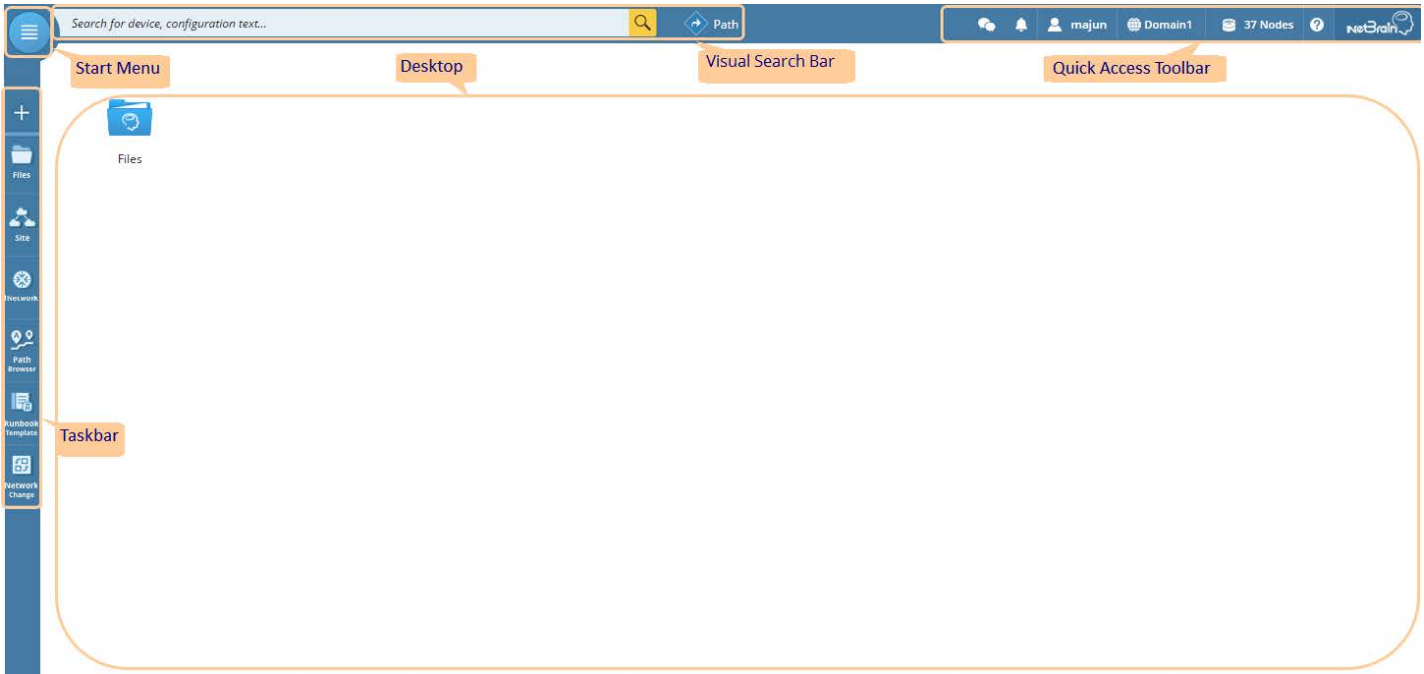 Search for device, configuration text...
Path
majun
Domain1
37 Nodes
?
NetBrain
Start Menu
Desktop
Visual Search Bar
Quick Access Toolbar
Files
Files
Site
Network
Path
Browser
Runbook
Template
Taskbar
Network
Change